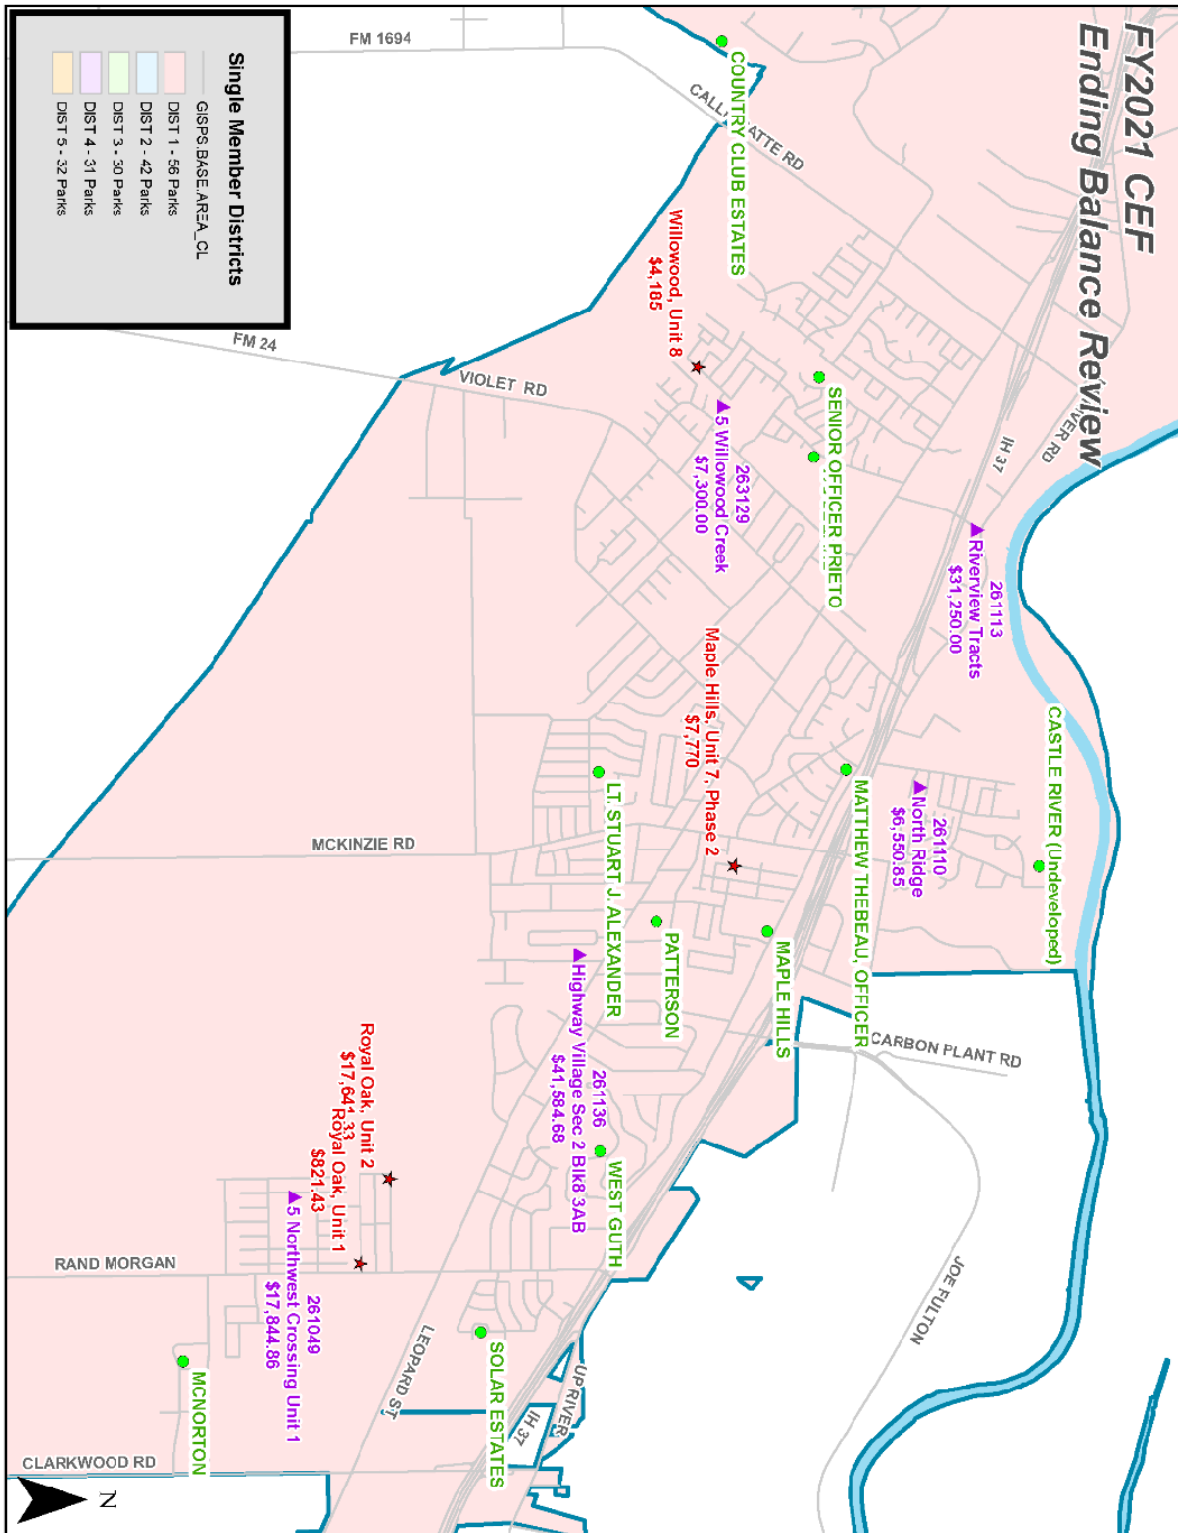 FY2021 CEF
Ending Balance Review
FM 1694
COUNTRY CLUB ESTATES
RIVER RD
IH 37
Willowood, Unit 8
$4,185
SENIOR OFFICER PRIETO
263129
5 Willowood Creek
$7,300.00
261113
Riverview Tracts
$31,250.00
FM 24
VIOLET RD
Maple Hills, Unit 7, Phase 2
$7,770
CASTLE RIVER (Undeveloped)
261110
North Ridge
$6,550.85
MATTHEW THEBEAU, OFFICER
LT. STUART J. ALEXANDER
MCKINZIE RD
PATTERSON
MAPLE HILLS
CARBON PLANT RD
261136
Highway Village Sec 2 Blk8 3AB
$41,584.68
WEST GUTH
Royal Oak, Unit 2
$17,641.33
Royal Oak, Unit 1
$821.43
261049
5 Northwest Crossing Unit 1
$17,844.86
RAND MORGAN
JOE FULTON
LEOPARD ST
SOLAR ESTATES
UP RIVER
IH 37
MCNORTON
CLARKWOOD RD
N
Single Member Districts
GISPS.BASE.AREA_CL
DIST 1 - 56 Parks
DIST 2 - 42 Parks
DIST 3 - 30 Parks
DIST 4 - 31 Parks
DIST 5 - 32 Parks